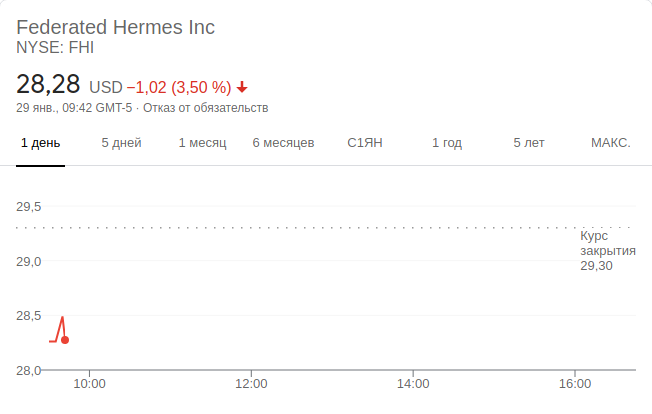 Federated Hermes Inc
NYSE: FHI
28,28 USD −1,02 (3,50 %)
29 янв., 09:42 GMT-5 · Отказ от обязательств
1 день 5 дней 1 месяц 6 месяцев С1ЯН 1 год 5 лет МАКС.
29,5
Курс
закрытия
29,30
29,0
28,5
28,0
10:00 12:00 14:00 16:00